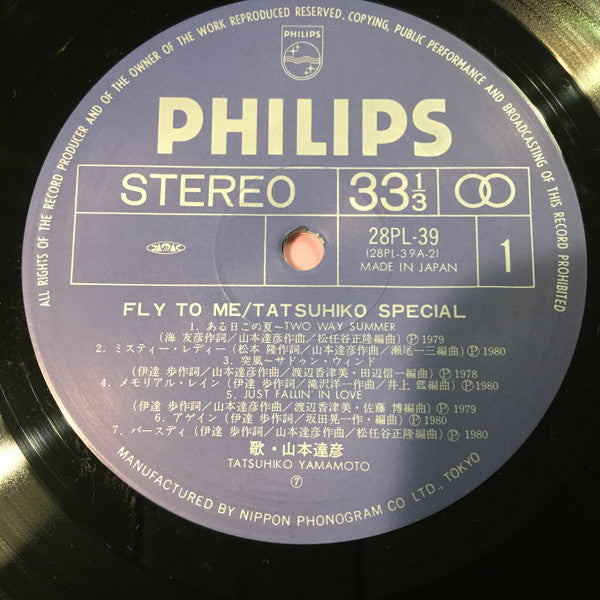 ALL RIGHTS OF THE RECORD PRODUCER AND OF THE OWNER OF THE WORK REPRODUCED RESERVED, COPYING, PUBLIC PERFORMANCE AND BROADCASTING OF THIS RECORD PROHIBITED
PHILIPS
PHILIPS
STEREO 33 1/3
JASRAC
28PL-39
(28PL-39A-2)
MADE IN JAPAN
1
FLY TO ME/TATSUHIKO SPECIAL
1. ある日この夏〜TWO WAY SUMMER
(海 友彦作詞/山本達彦作曲/松任谷正隆編曲) Ⓟ 1979
2. ミスティー・レディー (松本 隆作詞/山本達彦作曲/瀬尾一三編曲) Ⓟ 1980
3. 突風〜サドゥン・ウィンド
(伊達 歩作詞/山本達彦作曲/渡辺香津美・田辺信一編曲) Ⓟ 1978
4. メモリアル・レイン (伊達 歩作詞/滝沢洋一作曲/井上 鑑編曲) Ⓟ 1980
5. JUST FALLIN' IN LOVE
(伊達 歩作詞/山本達彦作曲/渡辺香津美・佐藤 博編曲) Ⓟ 1979
6. アゲイン (伊達 歩作詞/坂田晃一作・編曲) Ⓟ 1980
7. バースディ (伊達 歩作詞/山本達彦作曲/松任谷正隆編曲) Ⓟ 1980
歌・山本達彦
TATSUHIKO YAMAMOTO
⑦
MANUFACTURED BY NIPPON PHONOGRAM CO LTD., TOKYO